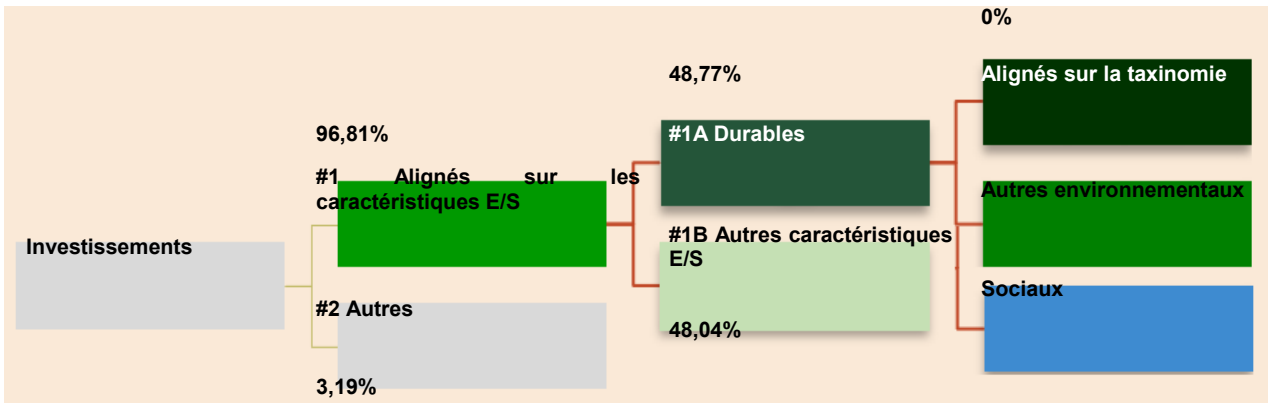 Investissements
96,81%
#1 Alignés sur les
caractéristiques E/S
#2 Autres
3,19%
48,77%
#1A Durables
#1B Autres caractéristiques
E/S
48,04%
0%
Alignés sur la taxinomie
Autres environnementaux
Sociaux